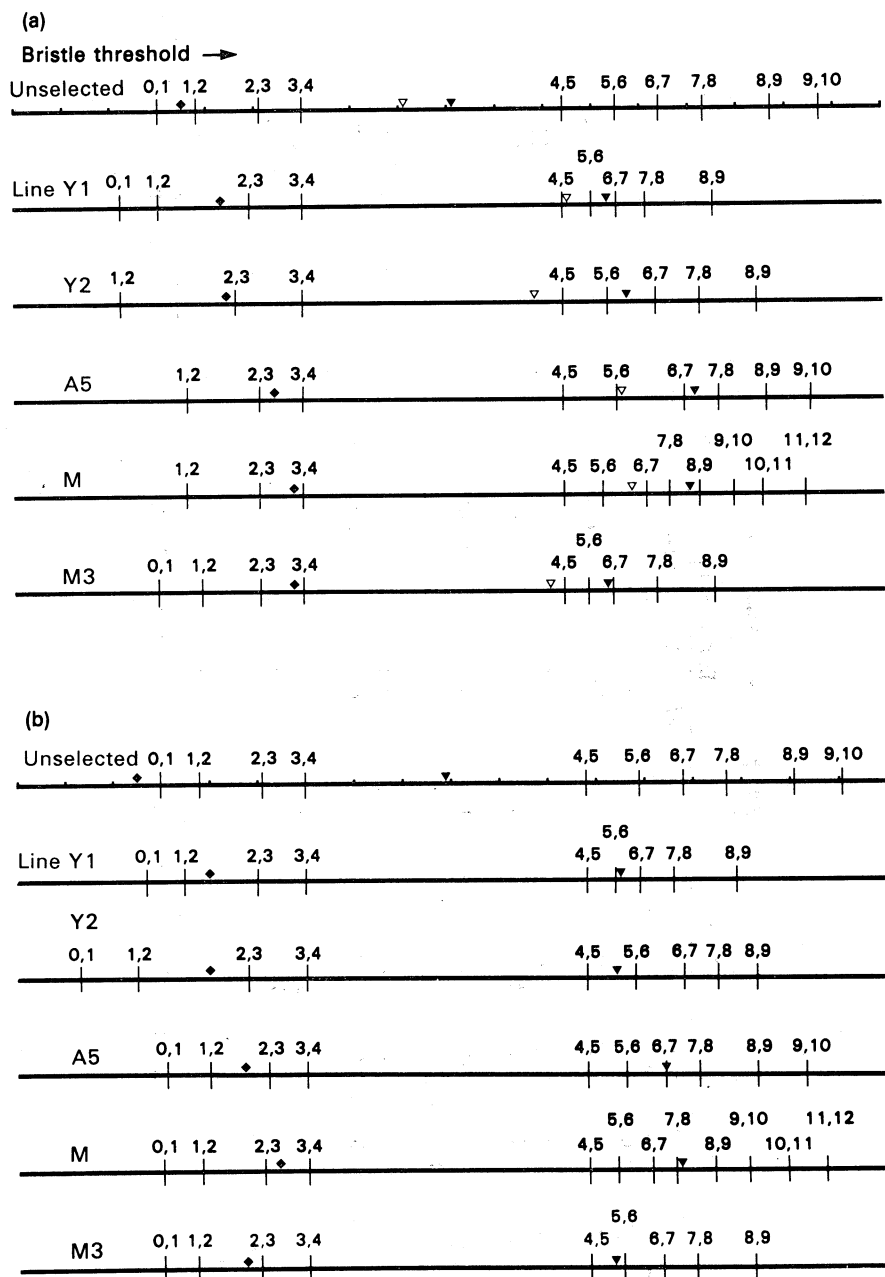 (a)
Bristle threshold →
Unselected 0,1 1,2 2,3 3,4 4,5 5,6 6,7 7,8 8,9 9,10
5,6
Line Y1 0,1 1,2 2,3 3,4 4,5 6,7 7,8 8,9
Y2 1,2 2,3 3,4 4,5 5,6 6,7 7,8 8,9
A5 1,2 2,3 3,4 4,5 5,6 6,7 7,8 8,9 9,10
7,8 9,10 11,12
M 1,2 2,3 3,4 4,5 5,6 6,7 8,9 10,11
5,6
M3 0,1 1,2 2,3 3,4 4,5 6,7 7,8 8,9
(b)
Unselected 0,1 1,2 2,3 3,4 4,5 5,6 6,7 7,8 8,9 9,10
5,6
Line Y1 0,1 1,2 2,3 3,4 4,5 6,7 7,8 8,9
Y2
0,1 1,2 2,3 3,4 4,5 5,6 6,7 7,8 8,9
A5 0,1 1,2 2,3 3,4 4,5 5,6 6,7 7,8 8,9 9,10
5,6 7,8 9,10 11,12
M 0,1 1,2 2,3 3,4 4,5 6,7 8,9 10,11
5,6
M3 0,1 1,2 2,3 3,4 4,5 6,7 7,8 8,9